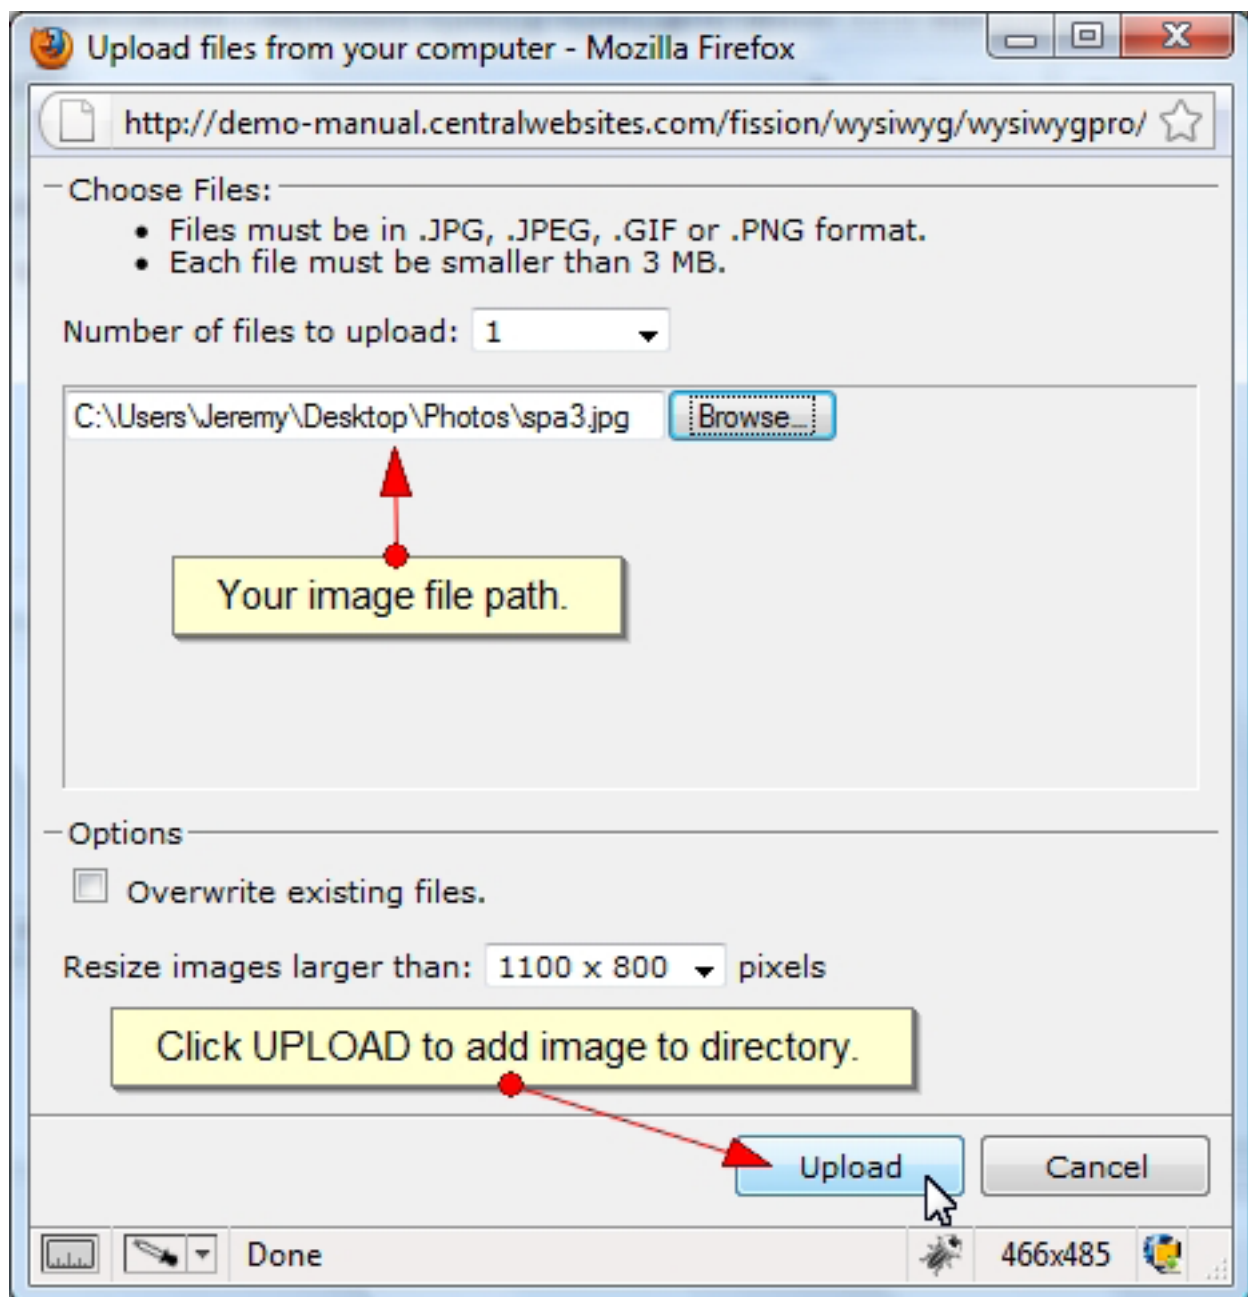 Upload files from your computer - Mozilla Firefox
http://demo-manual.centralwebsites.com/fission/wysiwyg/wysiwygpro/
Choose Files:
• Files must be in .JPG, .JPEG, .GIF or .PNG format.
• Each file must be smaller than 3 MB.
Number of files to upload: 1
C:\Users\Jeremy\Desktop\Photos\spa3.jpg Browse...
Your image file path.
Options
Overwrite existing files.
Resize images larger than: 1100 x 800 pixels
Click UPLOAD to add image to directory.
Upload Cancel
Done 466x485